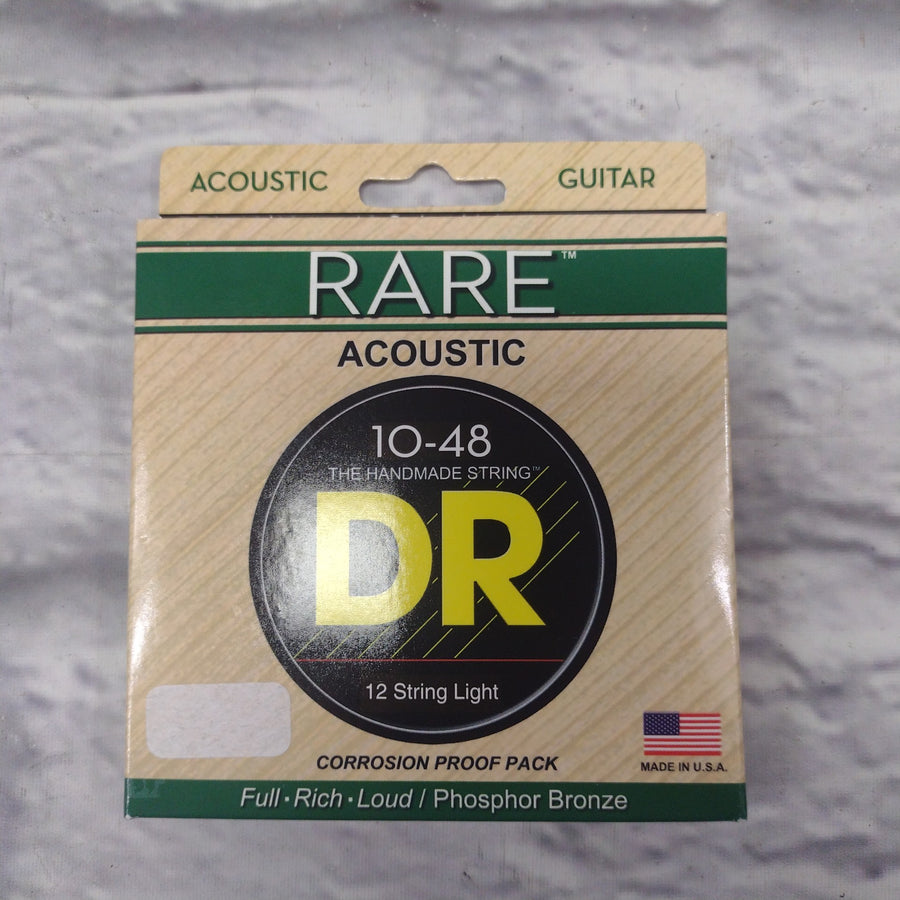 ACOUSTIC GUITAR
RARE™
ACOUSTIC
10-48
THE HANDMADE STRING™
DR
12 String Light
CORROSION PROOF PACK
MADE IN U.S.A.
Full·Rich·Loud / Phosphor Bronze